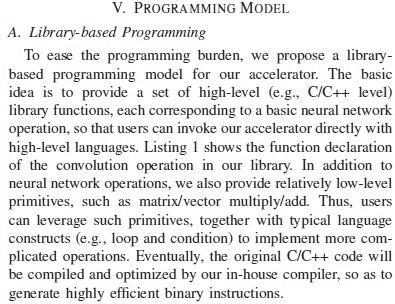 V. PROGRAMMING MODEL
A. Library-based Programming
To ease the programming burden, we propose a library-
based programming model for our accelerator. The basic
idea is to provide a set of high-level (e.g., C/C++ level)
library functions, each corresponding to a basic neural network
operation, so that users can invoke our accelerator directly with
high-level languages. Listing 1 shows the function declaration
of the convolution operation in our library. In addition to
neural network operations, we also provide relatively low-level
primitives, such as matrix/vector multiply/add. Thus, users
can leverage such primitives, together with typical language
constructs (e.g., loop and condition) to implement more com-
plicated operations. Eventually, the original C/C++ code will
be compiled and optimized by our in-house compiler, so as to
generate highly efficient binary instructions.